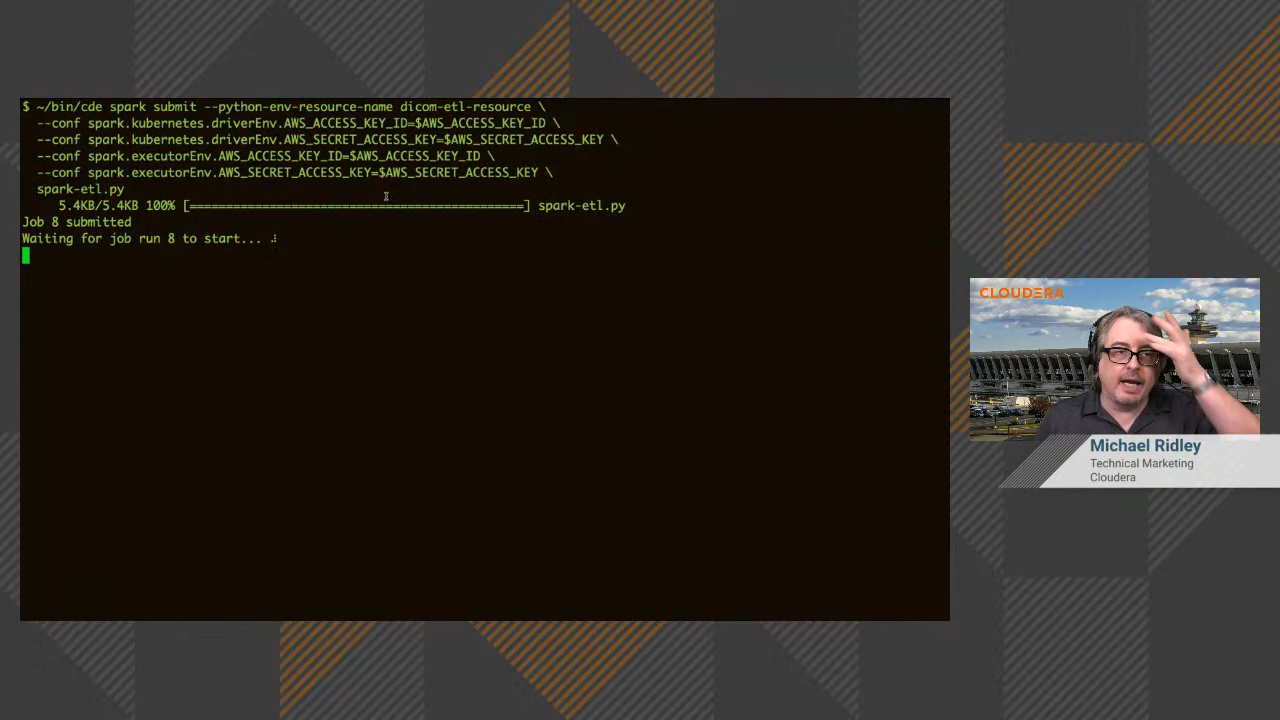 $ ~/bin/cde spark submit --python-env-resource-name dicom-etl-resource \
--conf spark.kubernetes.driverEnv.AWS_ACCESS_KEY_ID=$AWS_ACCESS_KEY_ID \
--conf spark.kubernetes.driverEnv.AWS_SECRET_ACCESS_KEY=$AWS_SECRET_ACCESS_KEY \
--conf spark.executorEnv.AWS_ACCESS_KEY_ID=$AWS_ACCESS_KEY_ID \
--conf spark.executorEnv.AWS_SECRET_ACCESS_KEY=$AWS_SECRET_ACCESS_KEY \
spark-etl.py
5.4KB/5.4KB 100% [==============================================] spark-etl.py
Job 8 submitted
Waiting for job run 8 to start...
CLOUDERA
Michael Ridley
Technical Marketing
Cloudera